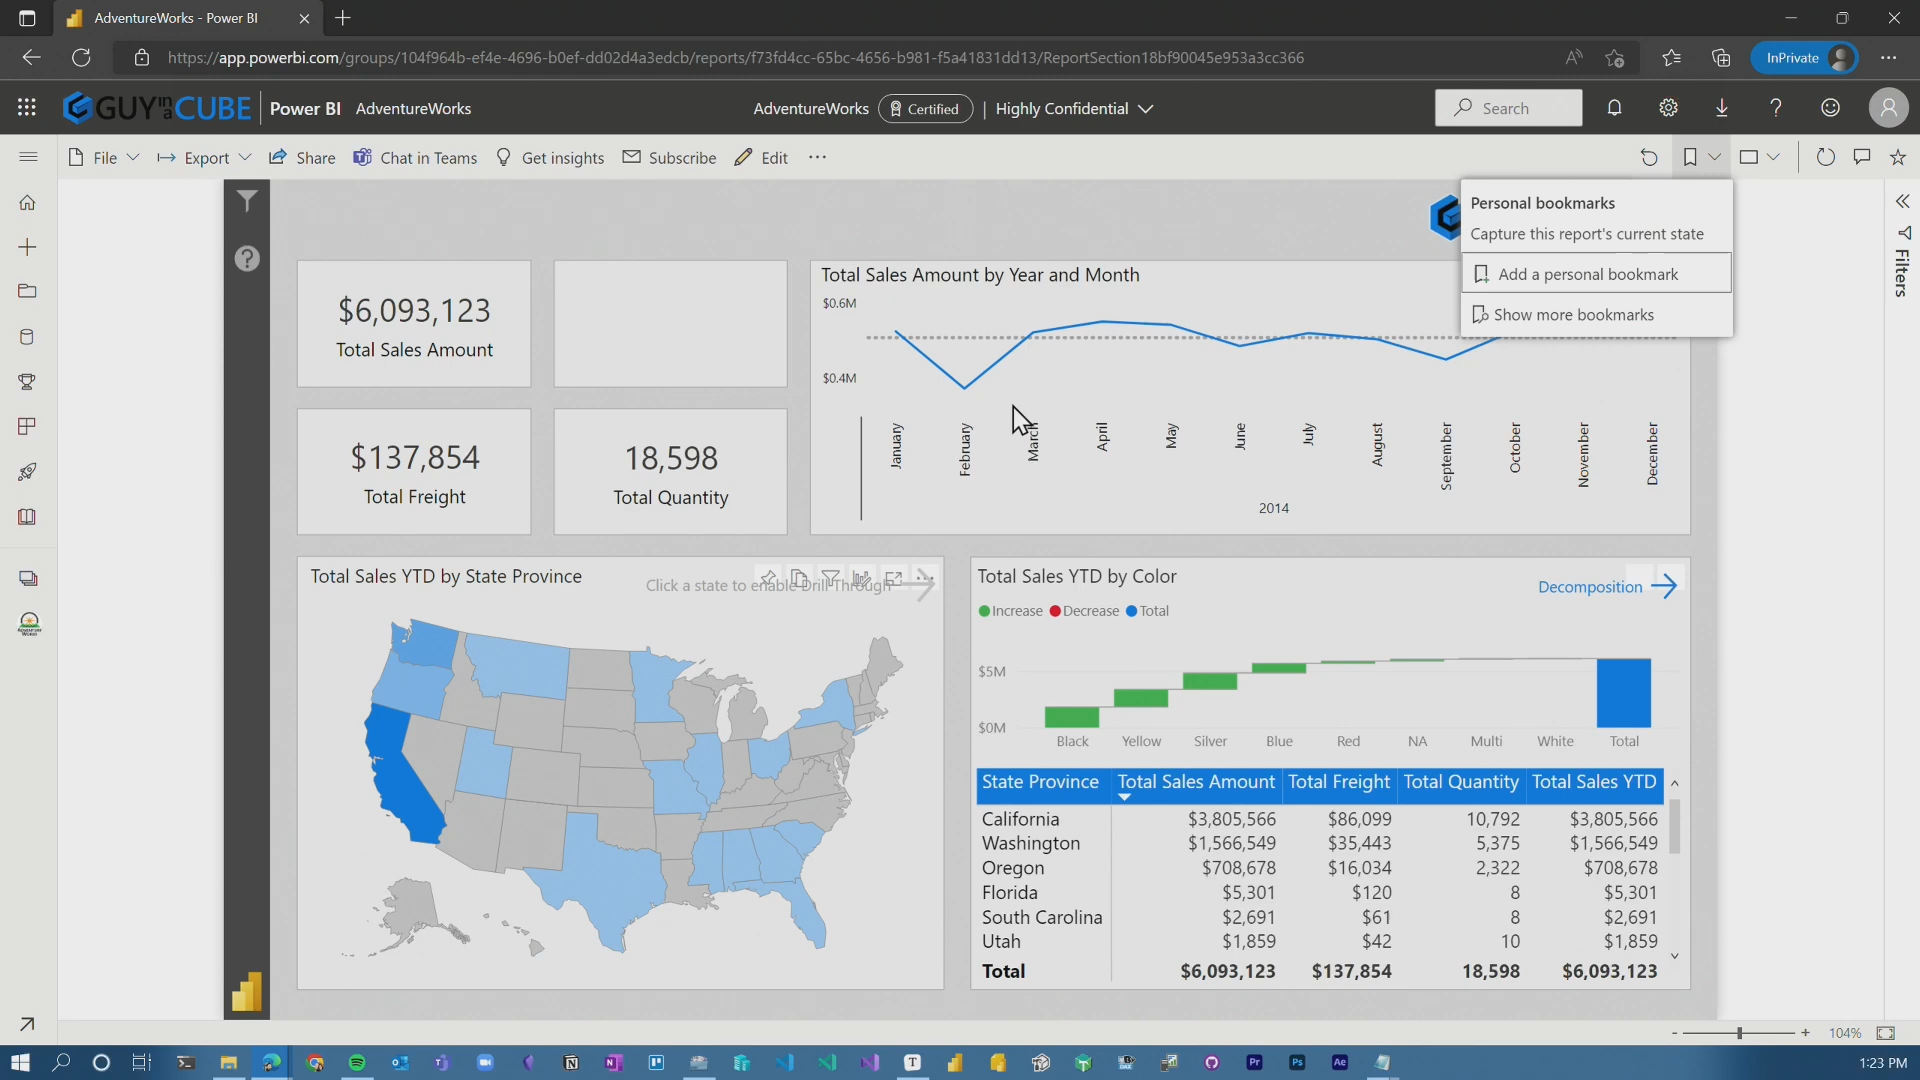 AdventureWorks - Power BI
https://app.powerbi.com/groups/104f964b-ef4e-4696-b0ef-dd02d4a3edcb/reports/f73fd4cc-65bc-4656-b981-f5a41831dd13/ReportSection18bf90045e953a3cc366
InPrivate
GUY in a CUBE
Power BI AdventureWorks
AdventureWorks Certified | Highly Confidential
Search
File Export Share Chat in Teams Get insights Subscribe Edit
Personal bookmarks
Capture this report's current state
Add a personal bookmark
Show more bookmarks
Filters
$6,093,123
Total Sales Amount
$137,854
Total Freight
18,598
Total Quantity
Total Sales Amount by Year and Month
$0.6M
$0.4M
January February March April May June July August September October November December
2014
Total Sales YTD by State Province
Click a state to enable Drill Through
Total Sales YTD by Color
Decomposition
Increase Decrease Total
$5M
$0M
Black Yellow Silver Blue Red NA Multi White Total
State Province Total Sales Amount Total Freight Total Quantity Total Sales YTD
California $3,805,566 $86,099 10,792 $3,805,566
Washington $1,566,549 $35,443 5,375 $1,566,549
Oregon $708,678 $16,034 2,322 $708,678
Florida $5,301 $120 8 $5,301
South Carolina $2,691 $61 8 $2,691
Utah $1,859 $42 10 $1,859
Total $6,093,123 $137,854 18,598 $6,093,123
- + 104%
Pr Ps Ae
1:23 PM